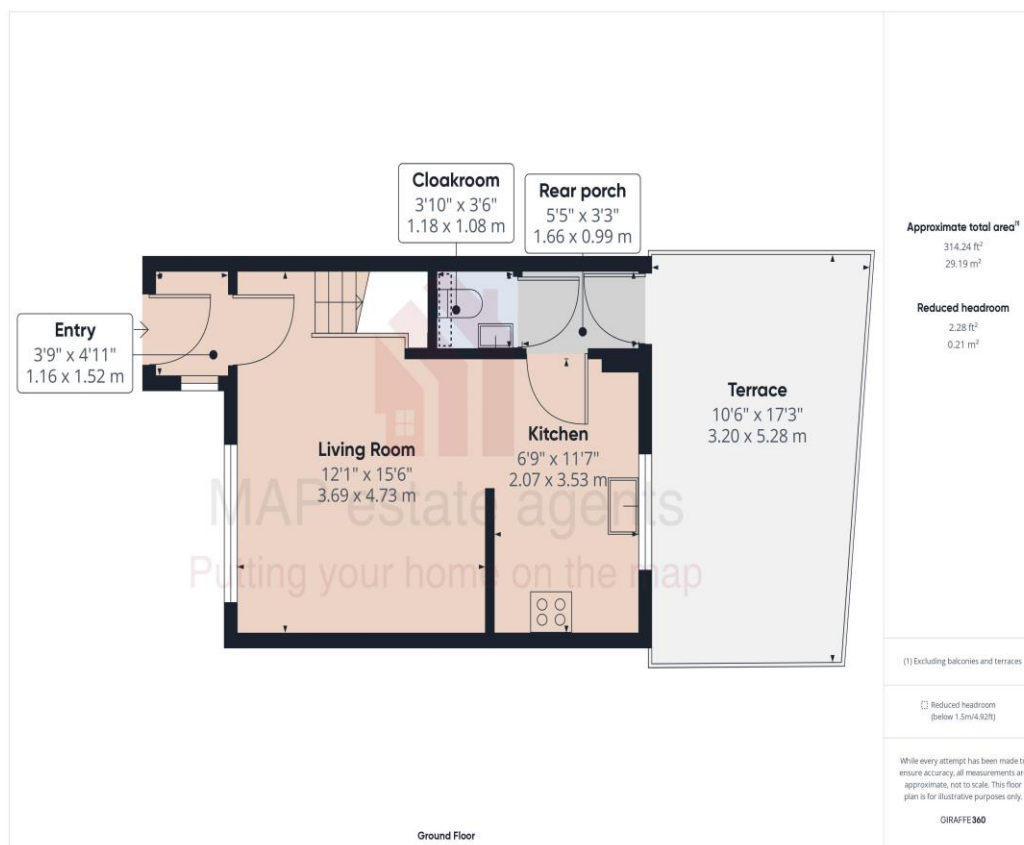 Cloakroom
3'10" x 3'6"
1.18 x 1.08 m
Rear porch
5'5" x 3'3"
1.66 x 0.99 m
Entry
3'9" x 4'11"
1.16 x 1.52 m
Living Room
12'1" x 15'6"
3.69 x 4.73 m
Kitchen
6'9" x 11'7"
2.07 x 3.53 m
Terrace
10'6" x 17'3"
3.20 x 5.28 m
MAP estate agents
Putting your home on the map
Ground Floor
Approximate total area(1)
314.24 ft²
29.19 m²
Reduced headroom
2.28 ft²
0.21 m²
(1) Excluding balconies and terraces
Reduced headroom
(below 1.5m/4.92ft)
While every attempt has been made to
ensure accuracy, all measurements are
approximate, not to scale. This floor
plan is for illustrative purposes only.
GIRAFFE360